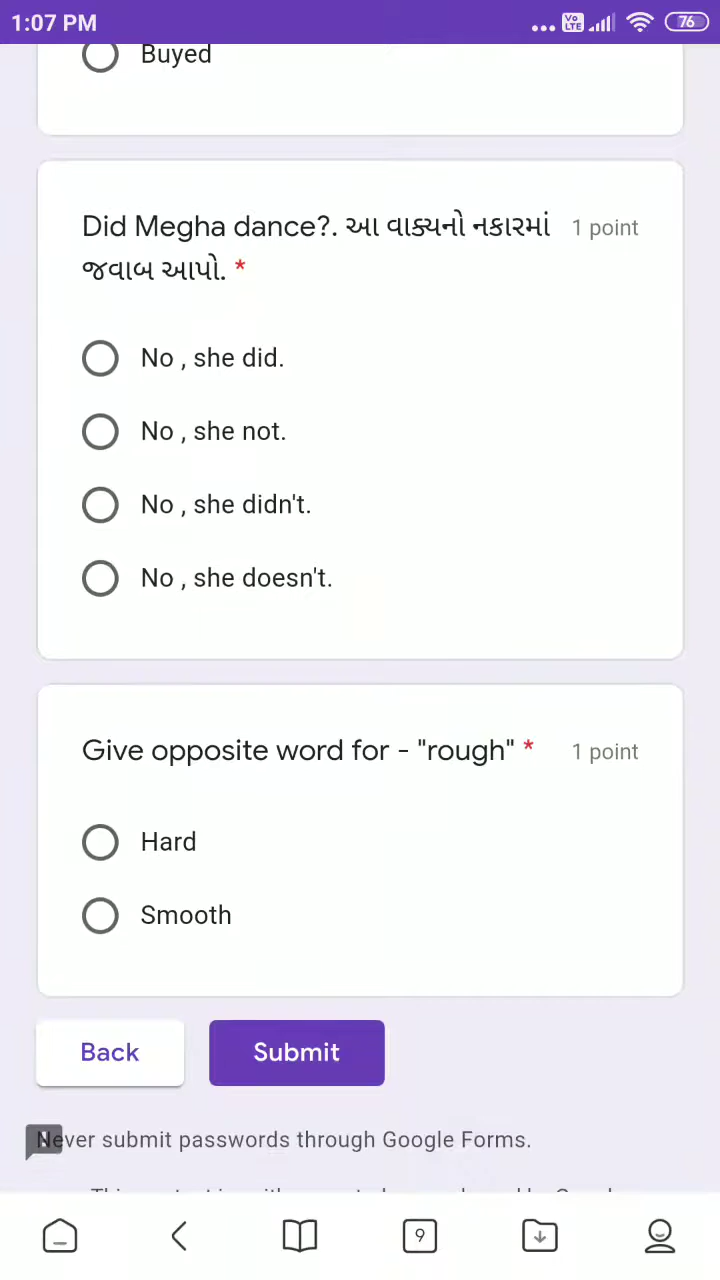 1:07 PM
Vo LTE
76
Buyed
Did Megha dance?. આ વાક્યનો નકારમાં 1 point
જવાબ આપો. *
No , she did.
No , she not.
No , she didn't.
No , she doesn't.
Give opposite word for - "rough" * 1 point
Hard
Smooth
Back Submit
Never submit passwords through Google Forms.
9